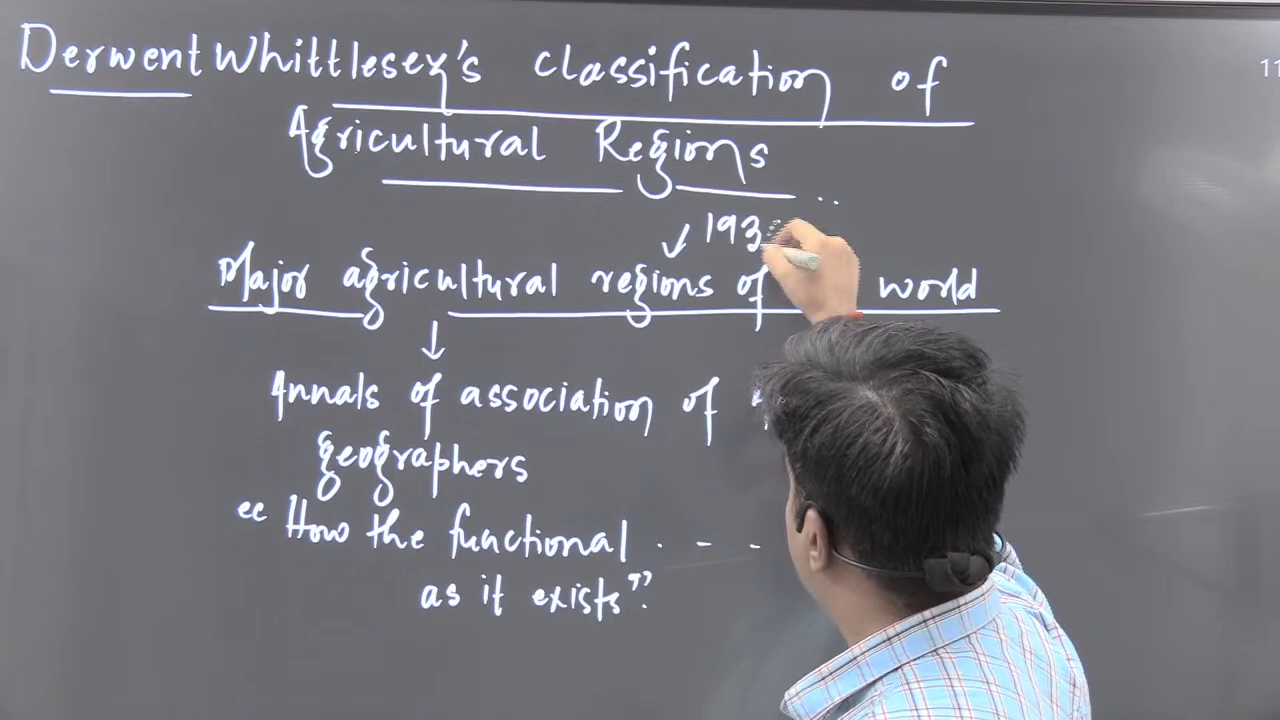 Derwent Whittlesey's classification of
Agricultural Regions
193
Major agricultural regions of world
Annals of association of
geographers
"How the functional . - -
as it exists"?
11